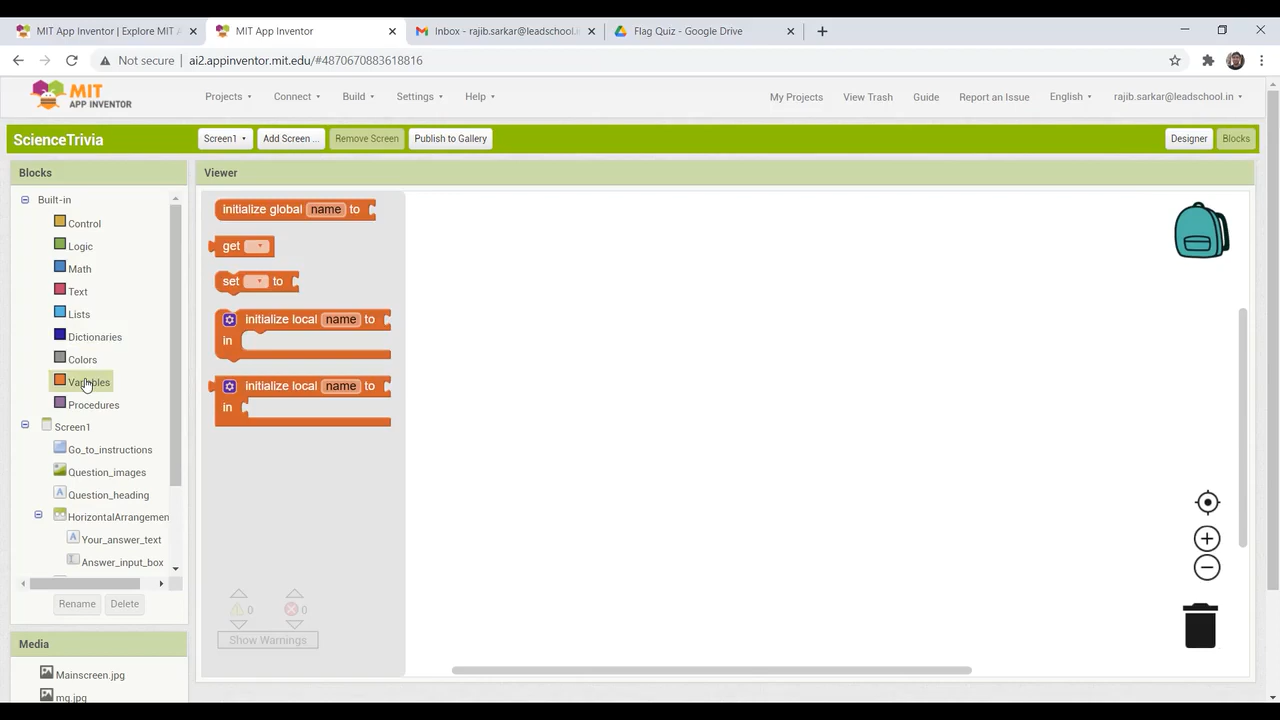 MIT App Inventor | Explore MIT A
MIT App Inventor
Inbox - rajib.sarkar@leadschool.
Flag Quiz - Google Drive
Not secure
ai2.appinventor.mit.edu/#4870670883618816
MIT
APP INVENTOR
Projects
Connect
Build
Settings
Help
My Projects
View Trash
Guide
Report an Issue
English
rajib.sarkar@leadschool.in
ScienceTrivia
Screen1
Add Screen ...
Remove Screen
Publish to Gallery
Designer
Blocks
Blocks
Viewer
Built-in
Control
Logic
Math
Text
Lists
Dictionaries
Colors
Variables
Procedures
Screen1
Go_to_instructions
Question_images
Question_heading
HorizontalArrangemen
Your_answer_text
Answer_input_box
Rename
Delete
Media
Mainscreen.jpg
mg.jpg
initialize global name to
get
set to
initialize local name to
in
initialize local name to
in
0
0
Show Warnings